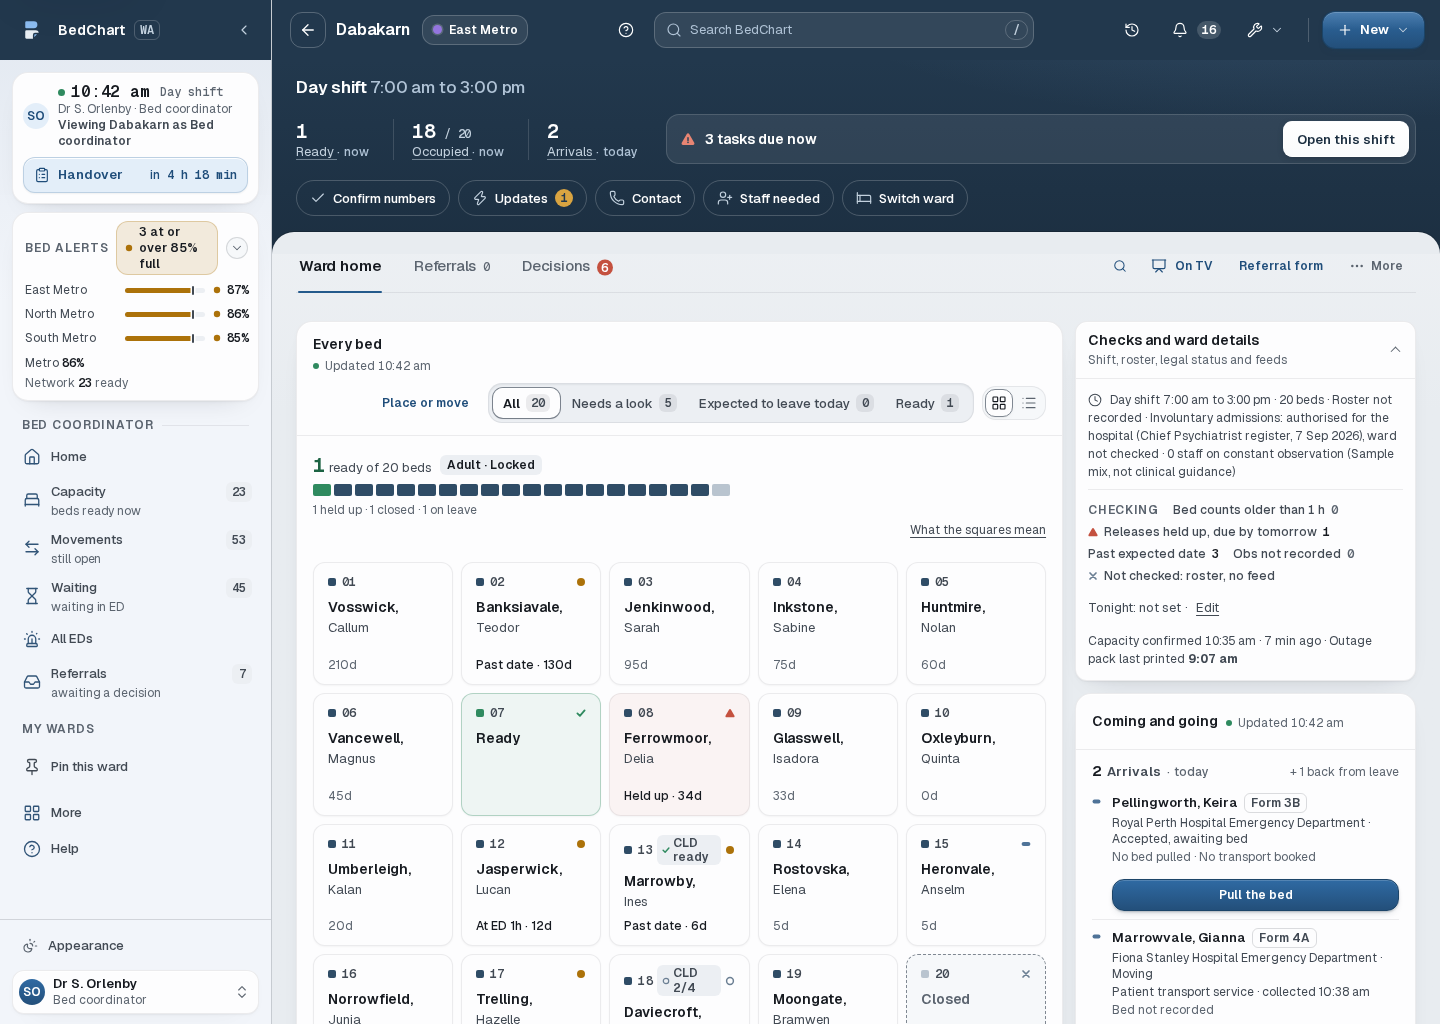 BedChart WA
10:42 am Day shift
SO
Dr S. Orlenby · Bed coordinator
Viewing Dabakarn as Bed
coordinator
Handover in 4 h 18 min
BED ALERTS
3 at or
over 85%
full
East Metro 87%
North Metro 86%
South Metro 85%
Metro 86%
Network 23 ready
BED COORDINATOR
Home
Capacity 23
beds ready now
Movements 53
still open
Waiting 45
waiting in ED
All EDs
Referrals 7
awaiting a decision
MY WARDS
Pin this ward
More
Help
Appearance
SO
Dr S. Orlenby
Bed coordinator
Dabakarn East Metro
Search BedChart /
16
New
Day shift 7:00 am to 3:00 pm
1
Ready · now
18 / 20
Occupied · now
2
Arrivals · today
3 tasks due now
Open this shift
Confirm numbers
Updates 1
Contact
Staff needed
Switch ward
Ward home
Referrals 0
Decisions 6
On TV
Referral form
More
Every bed
Updated 10:42 am
Place or move
All 20
Needs a look 5
Expected to leave today 0
Ready 1
1 ready of 20 beds Adult · Locked
1 held up · 1 closed · 1 on leave
What the squares mean
01
Vosswick,
Callum
210d
02
Banksiavale,
Teodor
Past date · 130d
03
Jenkinwood,
Sarah
95d
04
Inkstone,
Sabine
75d
05
Huntmire,
Nolan
60d
06
Vancewell,
Magnus
45d
07
Ready
08
Ferrowmoor,
Delia
Held up · 34d
09
Glasswell,
Isadora
33d
10
Oxleyburn,
Quinta
0d
11
Umberleigh,
Kalan
20d
12
Jasperwick,
Lucan
At ED 1h · 12d
13 CLD
ready
Marrowby,
Ines
Past date · 6d
14
Rostovska,
Elena
5d
15
Heronvale,
Anselm
5d
16
Norrowfield,
Junia
17
Trelling,
Hazelle
18 CLD
2/4
Daviecroft,
19
Moongate,
Bramwen
20
Closed
Checks and ward details
Shift, roster, legal status and feeds
Day shift 7:00 am to 3:00 pm · 20 beds · Roster not
recorded · Involuntary admissions: authorised for the
hospital (Chief Psychiatrist register, 7 Sep 2026), ward
not checked · 0 staff on constant observation (Sample
mix, not clinical guidance)
CHECKING Bed counts older than 1 h 0
Releases held up, due by tomorrow 1
Past expected date 3 Obs not recorded 0
Not checked: roster, no feed
Tonight: not set · Edit
Capacity confirmed 10:35 am · 7 min ago · Outage
pack last printed 9:07 am
Coming and going Updated 10:42 am
2 Arrivals · today + 1 back from leave
Pellingworth, Keira Form 3B
Royal Perth Hospital Emergency Department ·
Accepted, awaiting bed
No bed pulled · No transport booked
Pull the bed
Marrowvale, Gianna Form 4A
Fiona Stanley Hospital Emergency Department ·
Moving
Patient transport service · collected 10:38 am
Bed not recorded